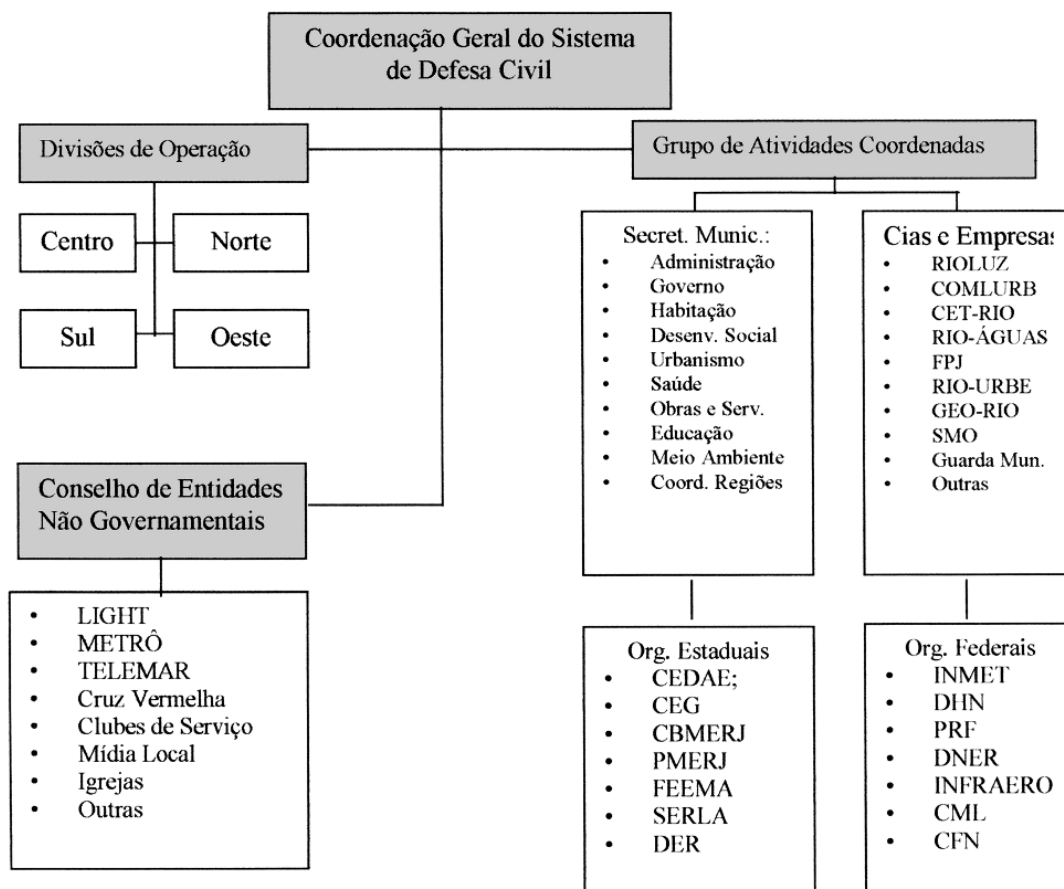 Coordenação Geral do Sistema
de Defesa Civil
Divisões de Operação
Grupo de Atividades Coordenadas
Centro
Norte
Sul
Oeste
Secret. Munic.:
• Administração
• Governo
• Habitação
• Desenv. Social
• Urbanismo
• Saúde
• Obras e Serv.
• Educação
• Meio Ambiente
• Coord. Regiões
Cias e Empresas
• RIOLUZ
• COMLURB
• CET-RIO
• RIO-ÁGUAS
• FPJ
• RIO-URBE
• GEO-RIO
• SMO
• Guarda Mun.
• Outras
Conselho de Entidades
Não Governamentais
• LIGHT
• METRÔ
• TELEMAR
• Cruz Vermelha
• Clubes de Serviço
• Mídia Local
• Igrejas
• Outras
Org. Estaduais
• CEDAE;
• CEG
• CBMERJ
• PMERJ
• FEEMA
• SERLA
• DER
Org. Federais
• INMET
• DHN
• PRF
• DNER
• INFRAERO
• CML
• CFN